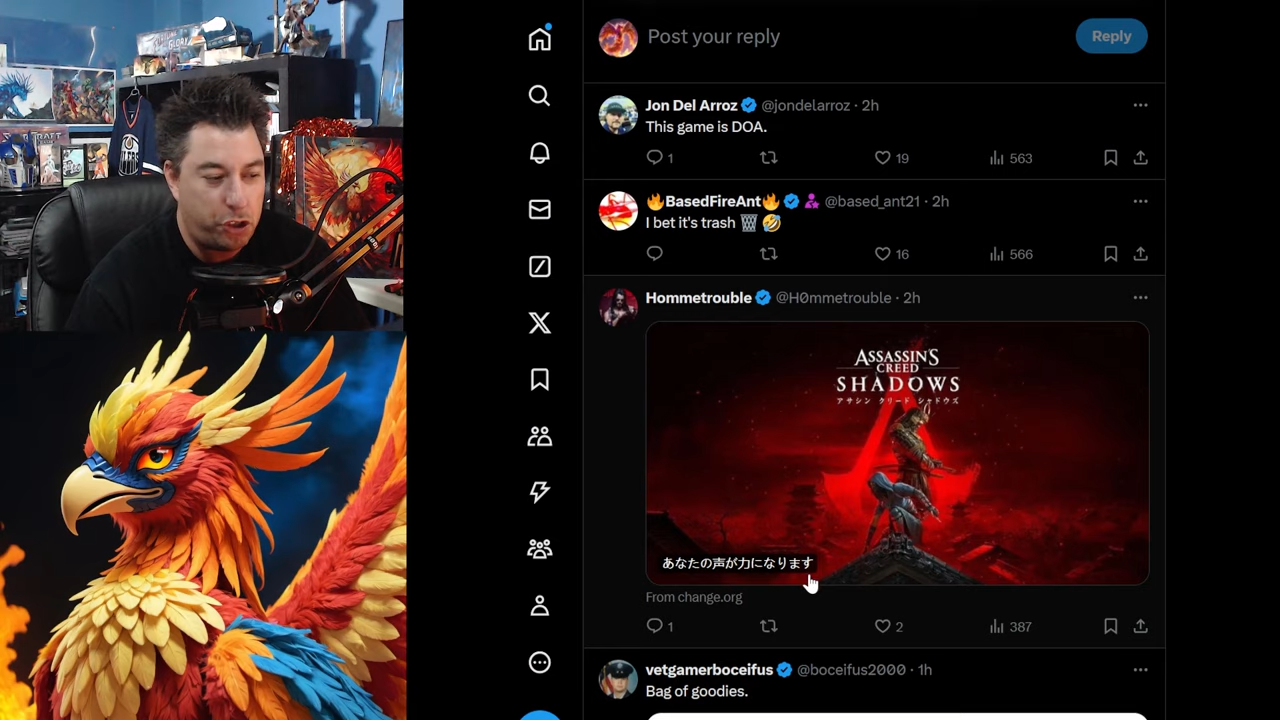 Post your reply
Reply
Jon Del Arroz @jondelarroz · 2h
This game is DOA.
1 19 563
🔥BasedFireAnt🔥 @based_ant21 · 2h
I bet it's trash 🗑️ 🤣
16 566
Hommetrouble @H0mmetrouble · 2h
ASSASSIN'S
CREED
SHADOWS
アサシン クリード シャドウズ
あなたの声が力になります
From change.org
1 2 387
vetgamerboceifus @boceifus2000 · 1h
Bag of goodies.
GLORY
OILERS